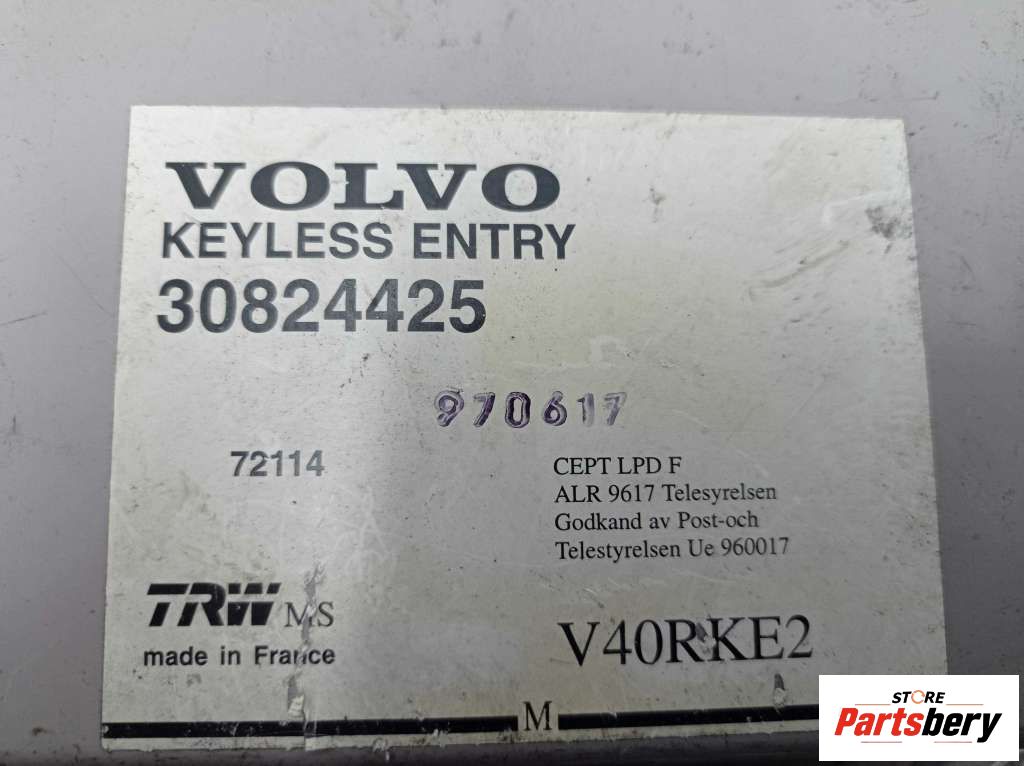 VOLVO
KEYLESS ENTRY
30824425
970617
72114
CEPT LPD F
ALR 9617 Telesyrelsen
Godkand av Post-och
Telestyrelsen Ue 960017
TRW MS
made in France
V40RKE2
M
STORE
Partsbery